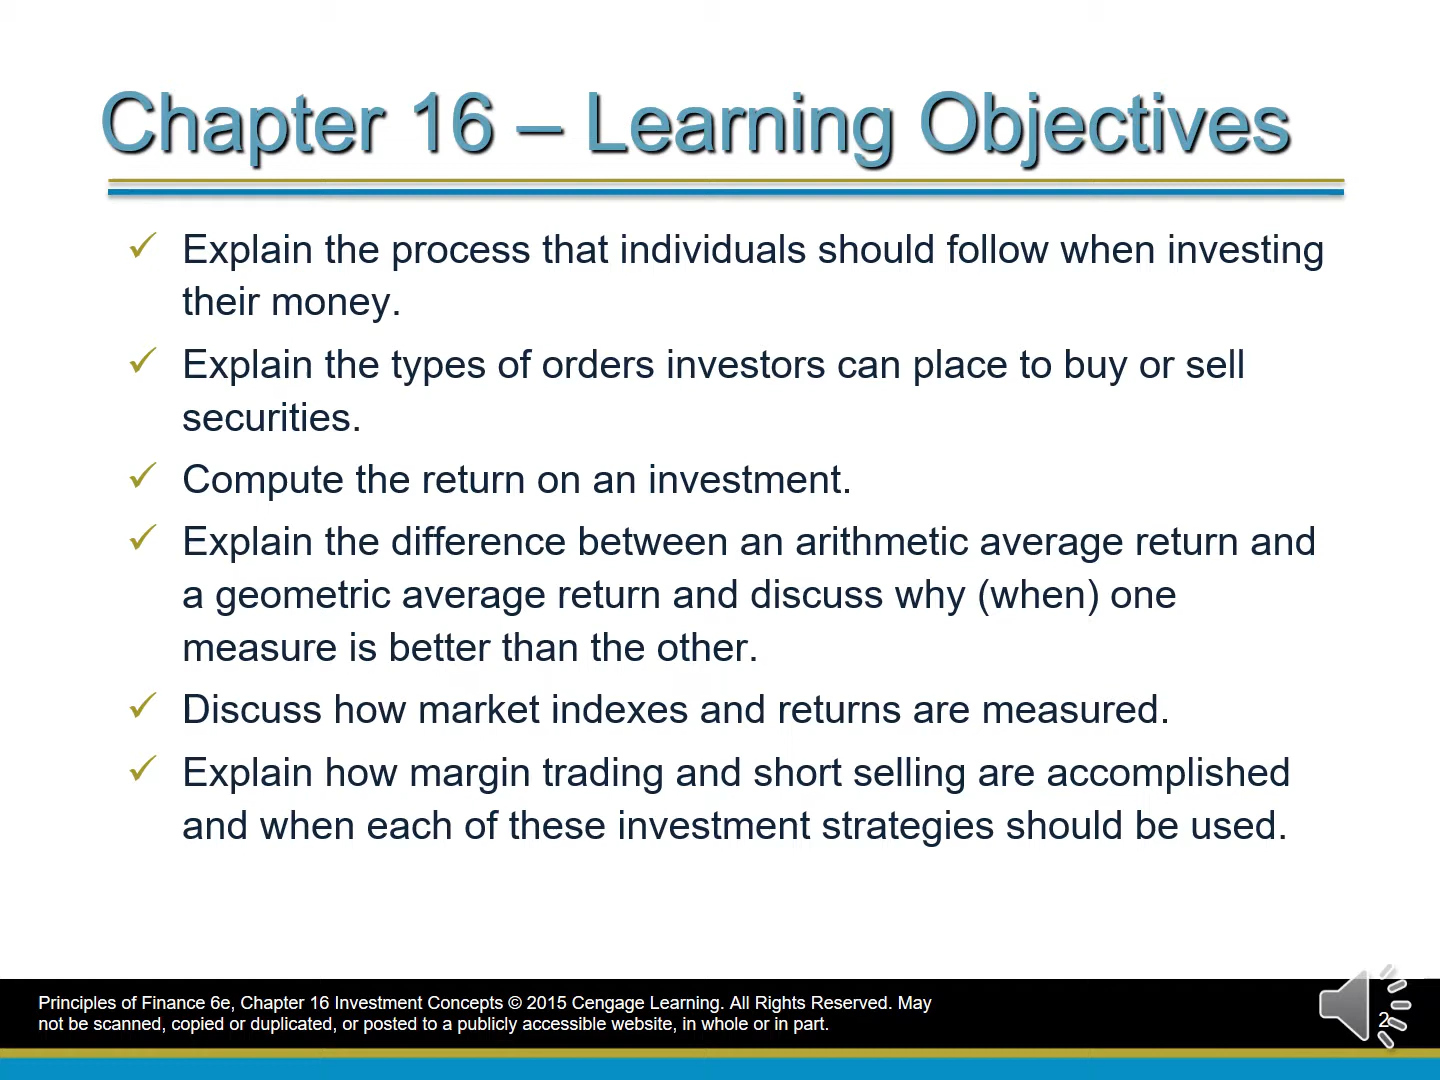 Chapter 16 – Learning Objectives
✓ Explain the process that individuals should follow when investing
their money.
✓ Explain the types of orders investors can place to buy or sell
securities.
✓ Compute the return on an investment.
✓ Explain the difference between an arithmetic average return and
a geometric average return and discuss why (when) one
measure is better than the other.
✓ Discuss how market indexes and returns are measured.
✓ Explain how margin trading and short selling are accomplished
and when each of these investment strategies should be used.
Principles of Finance 6e, Chapter 16 Investment Concepts © 2015 Cengage Learning. All Rights Reserved. May
not be scanned, copied or duplicated, or posted to a publicly accessible website, in whole or in part.
2